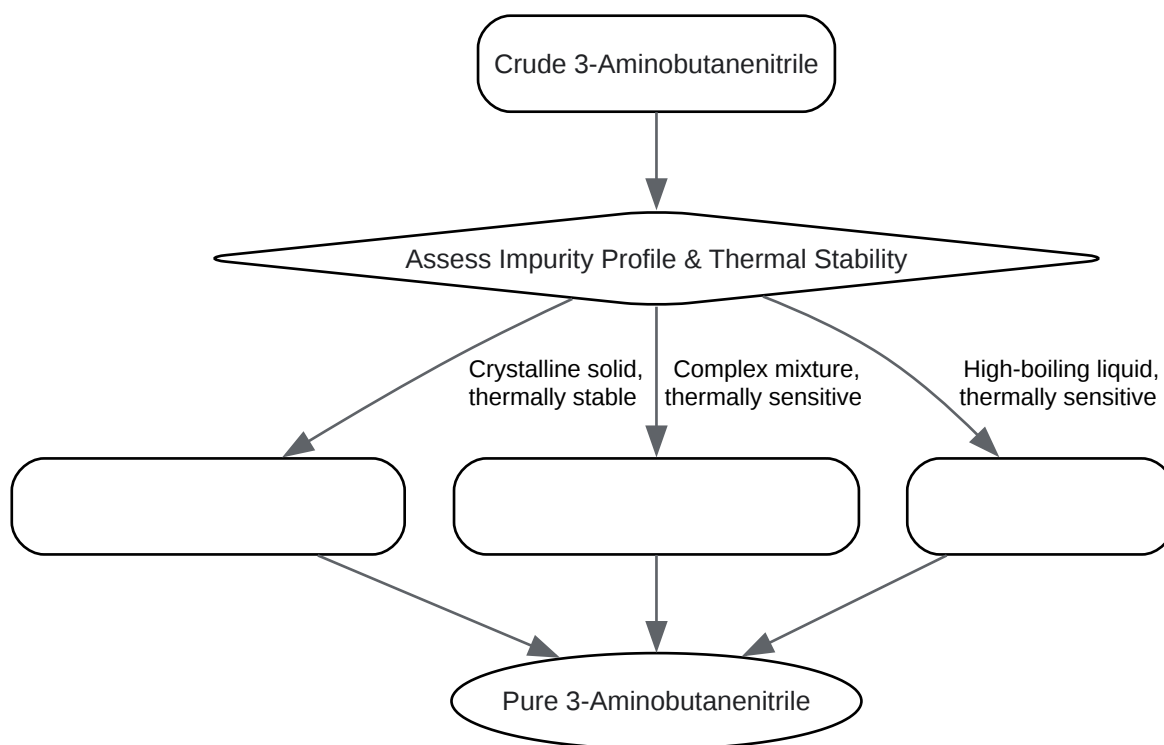 Crude 3-Aminobutanenitrile
Assess Impurity Profile & Thermal Stability
Crystalline solid,
thermally stable
Complex mixture,
thermally sensitive
High-boiling liquid,
thermally sensitive
Pure 3-Aminobutanenitrile